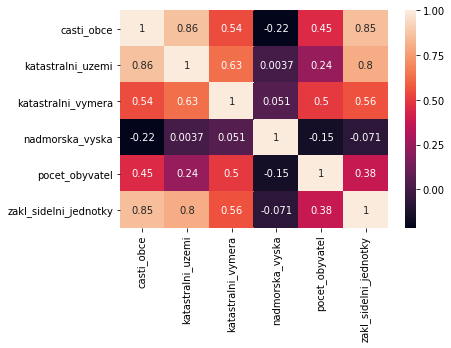 casti_obce 1 0.86 0.54 -0.22 0.45 0.85
katastralni_uzemi 0.86 1 0.63 0.0037 0.24 0.8
katastralni_vymera 0.54 0.63 1 0.051 0.5 0.56
nadmorska_vyska -0.22 0.0037 0.051 1 -0.15 -0.071
pocet_obyvatel 0.45 0.24 0.5 -0.15 1 0.38
zakl_sidelni_jednotky 0.85 0.8 0.56 -0.071 0.38 1
casti_obce
katastralni_uzemi
katastralni_vymera
nadmorska_vyska
pocet_obyvatel
zakl_sidelni_jednotky
1.00
0.75
0.50
0.25
0.00